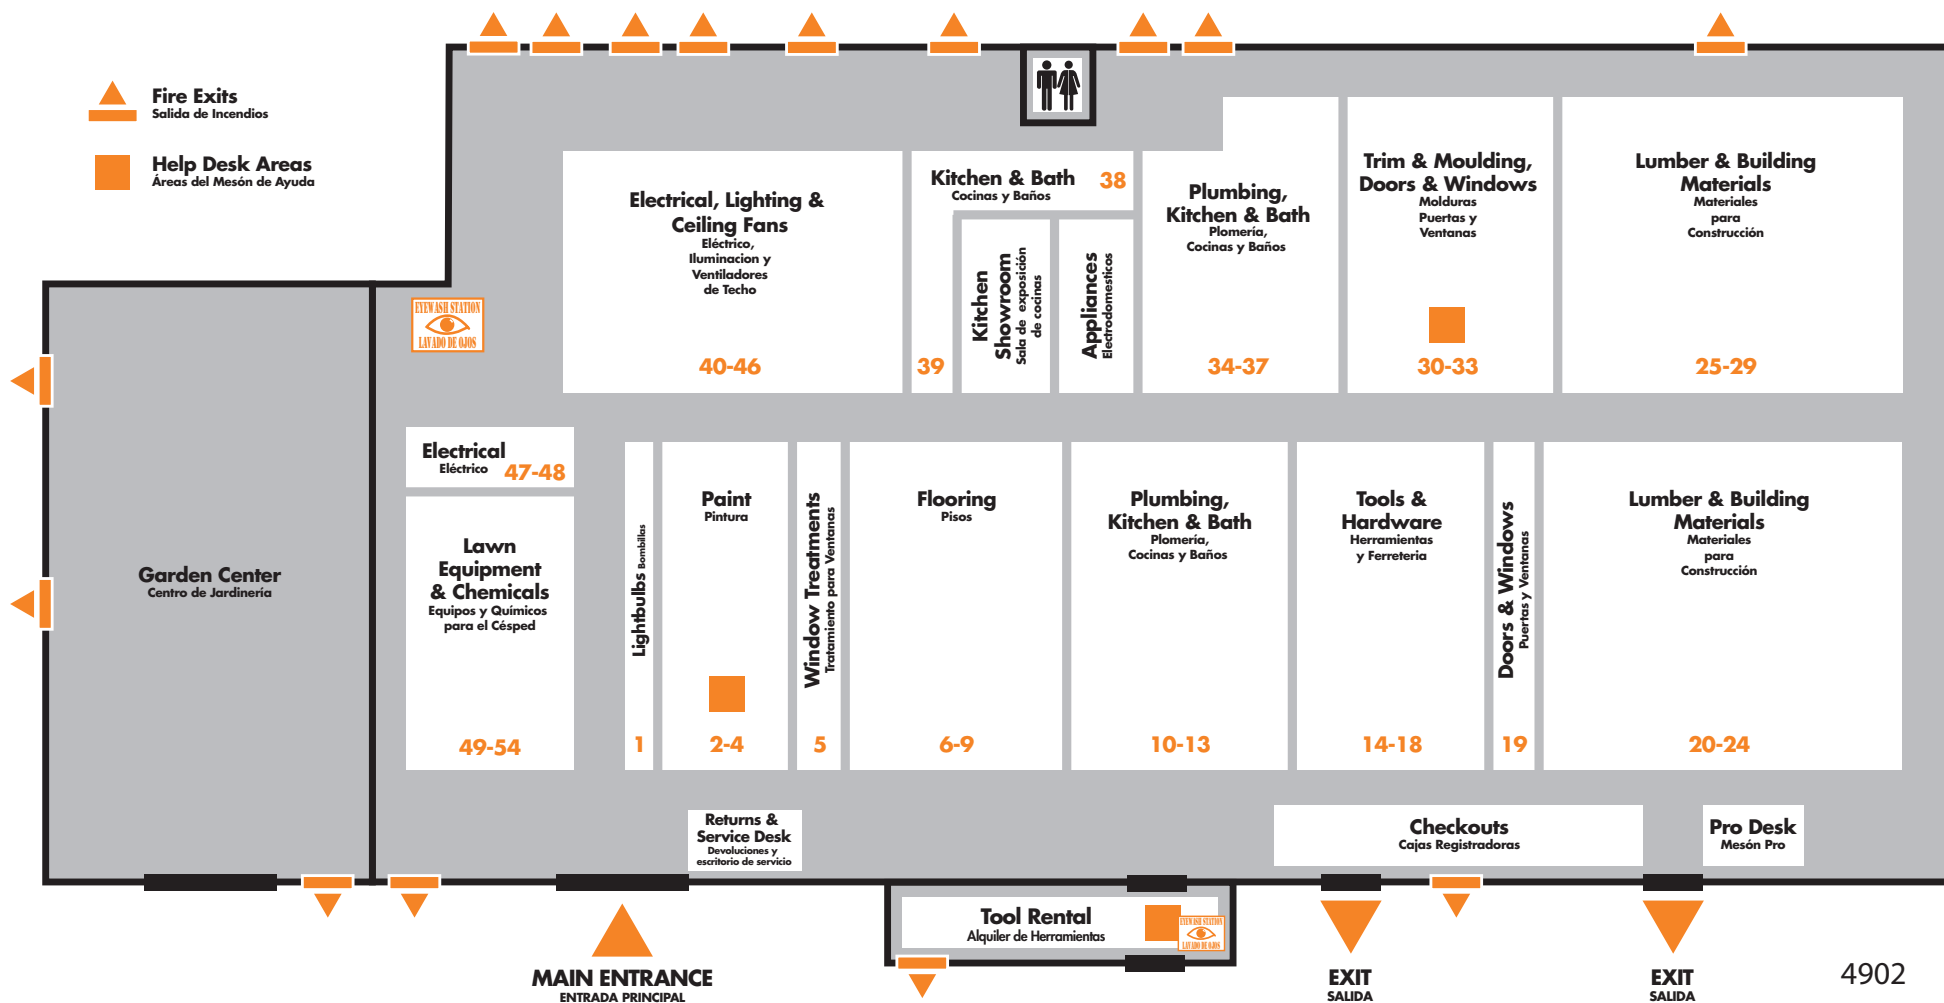 Fire Exits
Salida de Incendios
Help Desk Areas
Áreas del Mesón de Ayuda
EYEWASH STATION
LAVADO DE OJOS
Electrical, Lighting &
Ceiling Fans
Eléctrico,
Iluminacion y
Ventiladores
de Techo
40-46
Kitchen & Bath
Cocinas y Baños
38
39
Kitchen
Showroom
Sala de exposición
de cocinas
Appliances
Electrodomesticos
Plumbing,
Kitchen & Bath
Plomería,
Cocinas y Baños
34-37
Trim & Moulding,
Doors & Windows
Molduras
Puertas y
Ventanas
30-33
Lumber & Building
Materials
Materiales
para
Construcción
25-29
Garden Center
Centro de Jardinería
Electrical
Eléctrico
47-48
Lawn
Equipment
& Chemicals
Equipos y Químicos
para el Césped
49-54
Lightbulbs Bombillas
1
Paint
Pintura
2-4
Window Treatments
Tratamiento para Ventanas
5
Flooring
Pisos
6-9
Plumbing,
Kitchen & Bath
Plomería,
Cocinas y Baños
10-13
Tools &
Hardware
Herramientas
y Ferreteria
14-18
Doors & Windows
Puertas y Ventanas
19
Lumber & Building
Materials
Materiales
para
Construcción
20-24
Returns &
Service Desk
Devoluciones y
escritorio de servicio
Checkouts
Cajas Registradoras
Pro Desk
Mesón Pro
Tool Rental
Alquiler de Herramientas
EYEWASH STATION
LAVADO DE OJOS
MAIN ENTRANCE
ENTRADA PRINCIPAL
EXIT
SALIDA
EXIT
SALIDA
4902